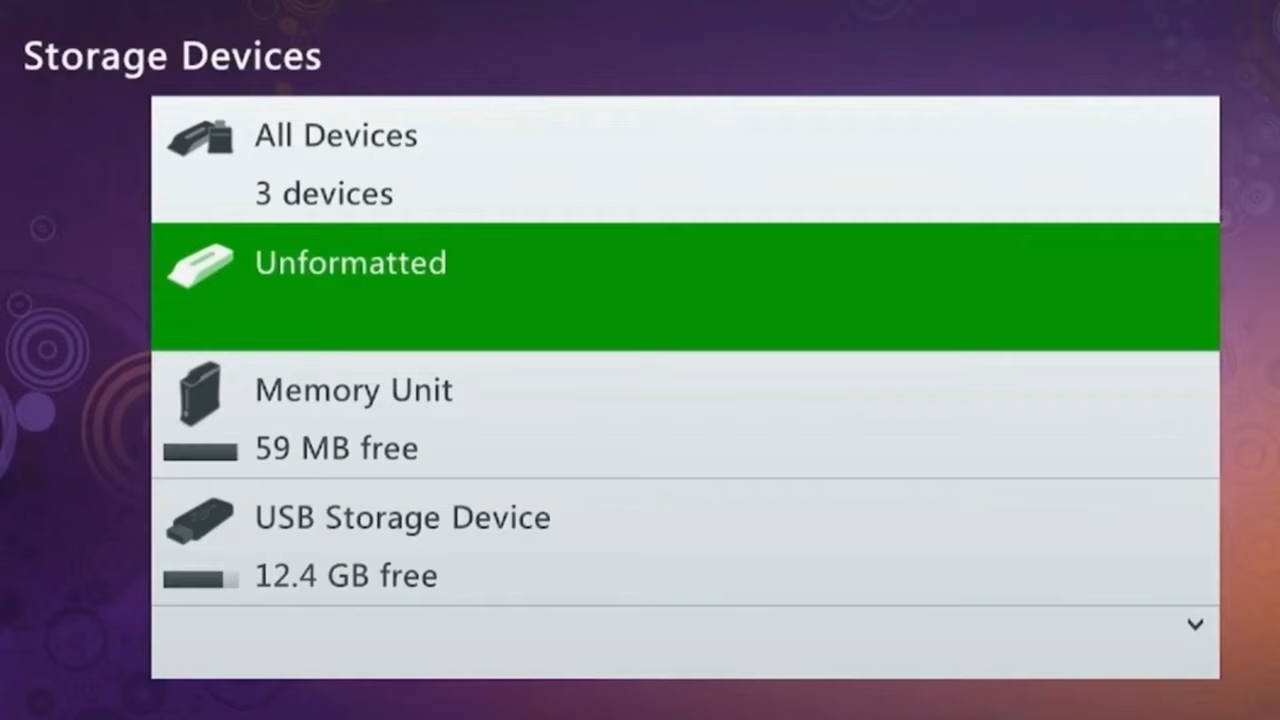 Storage Devices
All Devices
3 devices
Unformatted
Memory Unit
59 MB free
USB Storage Device
12.4 GB free